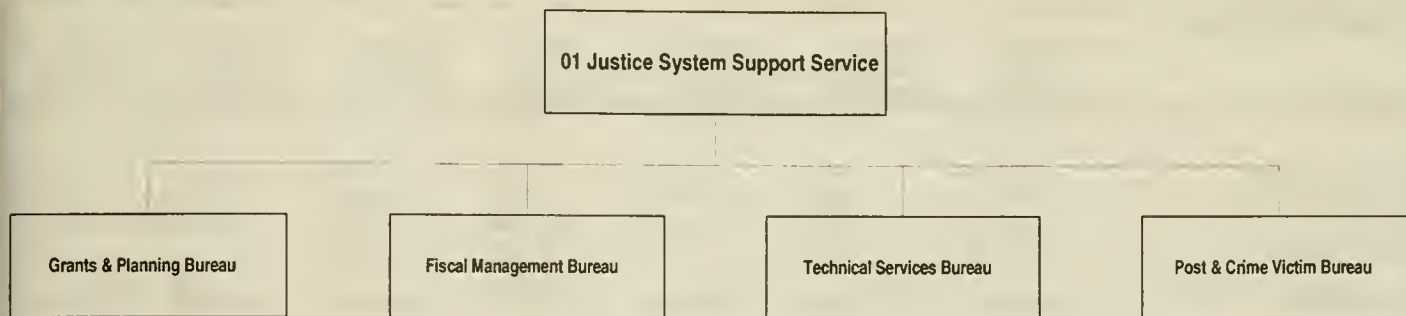 01 Justice System Support Service
Grants & Planning Bureau
Fiscal Management Bureau
Technical Services Bureau
Post & Crime Victim Bureau